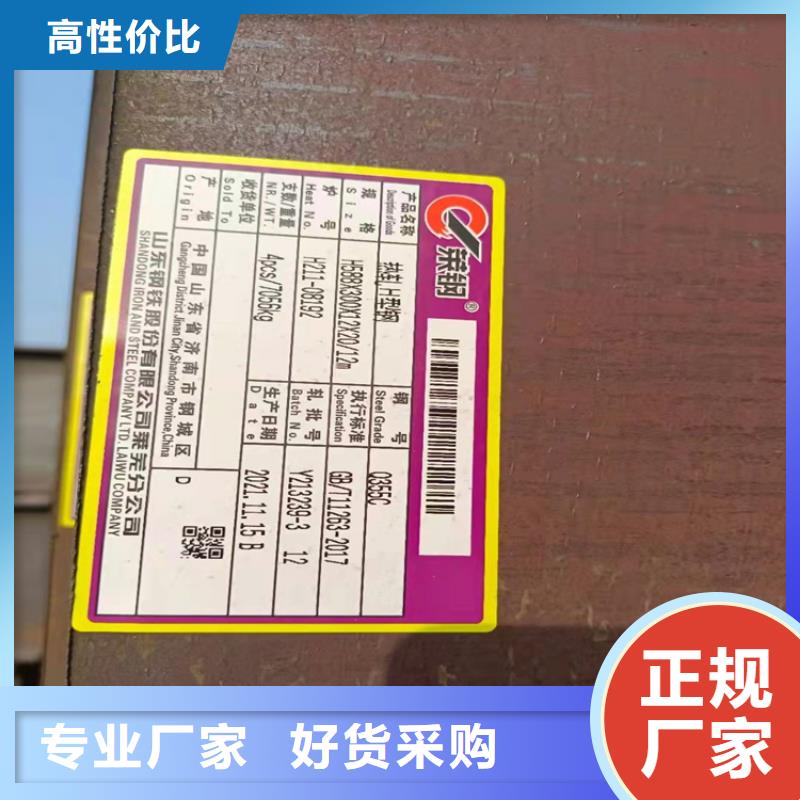 高性价比
莱钢®
产品名称
Description of Goods
热轧H型钢
钢 号
Steel Grade
Q355C
规 格
Size
H588X300X12X20/12m
执行标准
Specification
GB/T11263-2017
炉 号
Heat No.
H211-08192
轧 批 号
Batch No.
Y213239-3 12
支数/重量
NR./WT.
4pcs/7056kg
生产日期
Date
2021.11.15 B
收货单位
Sold To
产 地
Origin
中国山东省济南市钢城区
Gangcheng District Jinan City, Shandong Province, China
D
山东钢铁股份有限公司莱芜分公司
SHANDONG IRON AND STEEL COMPANY LTD. LAIWU COMPANY
专业厂家 好货采购
正规
厂家